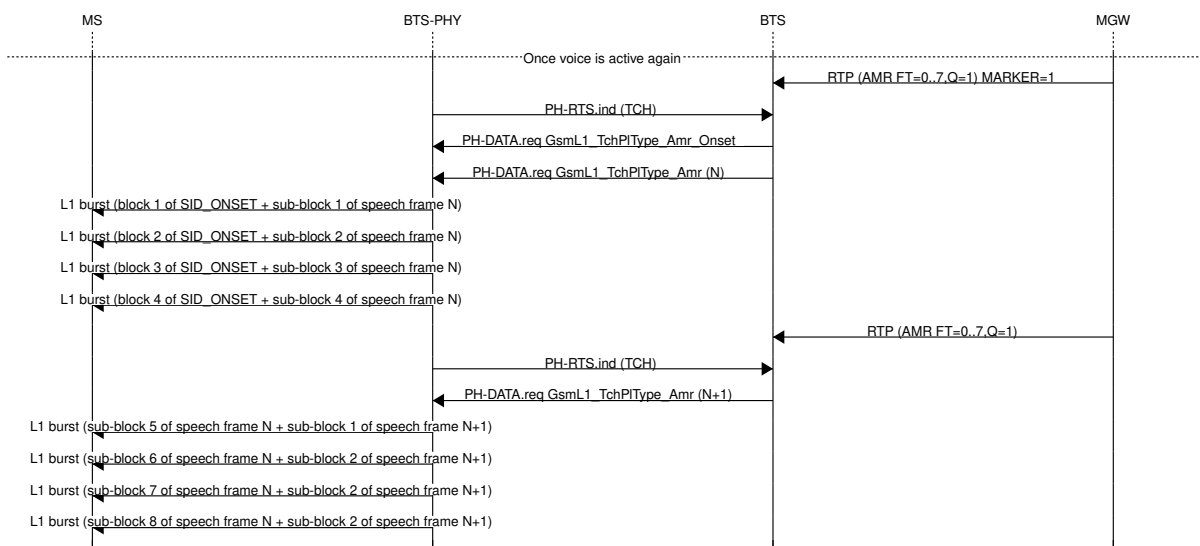 MS BTS-PHY BTS MGW
Once voice is active again
RTP (AMR FT=0..7,Q=1) MARKER=1
PH-RTS.ind (TCH)
PH-DATA.req GsmL1_TchPlType_Amr_Onset
PH-DATA.req GsmL1_TchPlType_Amr (N)
L1 burst (block 1 of SID_ONSET + sub-block 1 of speech frame N)
L1 burst (block 2 of SID_ONSET + sub-block 2 of speech frame N)
L1 burst (block 3 of SID_ONSET + sub-block 3 of speech frame N)
L1 burst (block 4 of SID_ONSET + sub-block 4 of speech frame N)
RTP (AMR FT=0..7,Q=1)
PH-RTS.ind (TCH)
PH-DATA.req GsmL1_TchPlType_Amr (N+1)
L1 burst (sub-block 5 of speech frame N + sub-block 1 of speech frame N+1)
L1 burst (sub-block 6 of speech frame N + sub-block 2 of speech frame N+1)
L1 burst (sub-block 7 of speech frame N + sub-block 2 of speech frame N+1)
L1 burst (sub-block 8 of speech frame N + sub-block 2 of speech frame N+1)